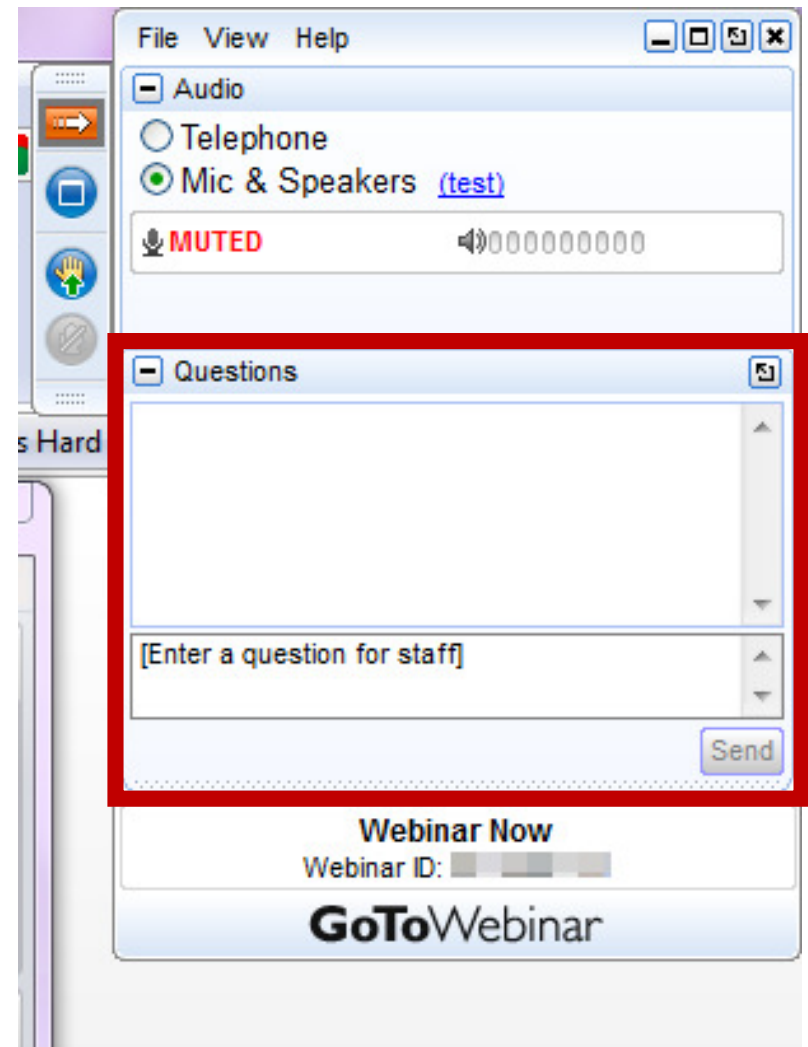 File View Help
Audio
Telephone
Mic & Speakers (test)
MUTED 000000000
Questions
s Hard
[Enter a question for staff]
Send
Webinar Now
Webinar ID:
GoToWebinar